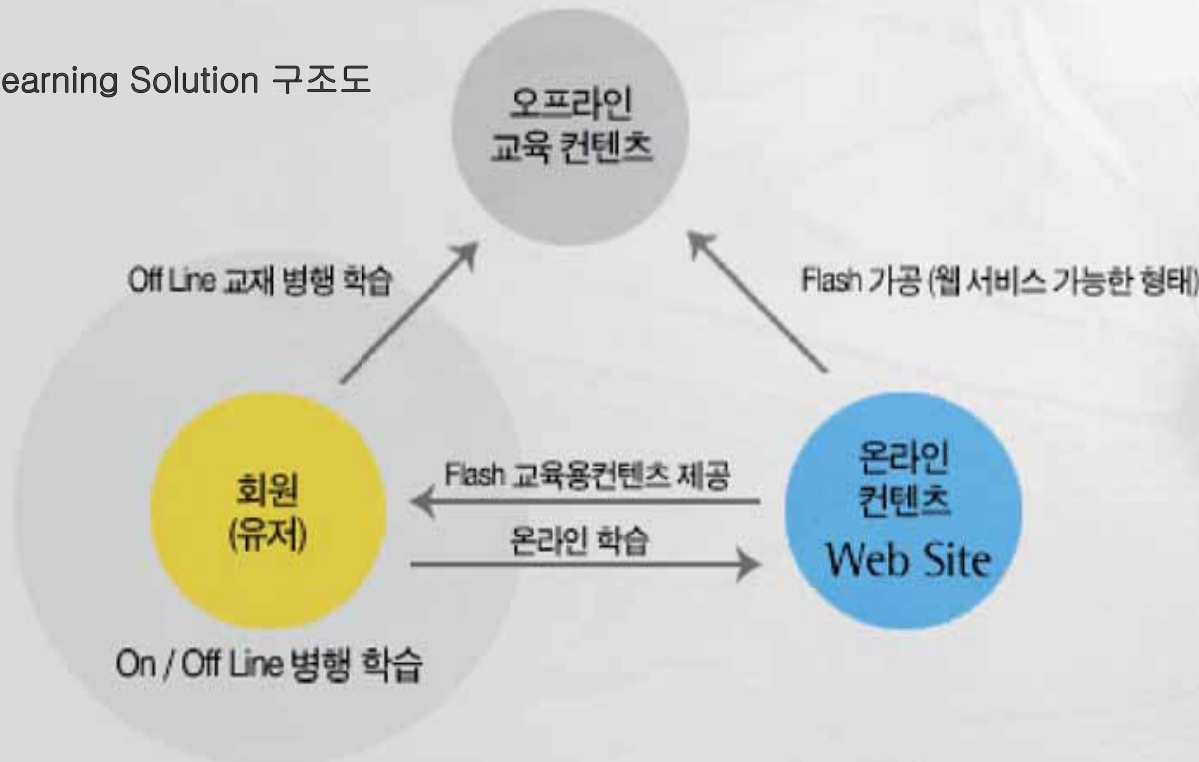 earning Solution 구조도
오프라인
교육 컨텐츠
Off Line 교재 병행 학습
Flash 가공 (웹 서비스 가능한 형태)
Flash 교육용컨텐츠 제공
온라인 학습
회원
(유저)
온라인
컨텐츠
Web Site
On / Off Line 병행 학습